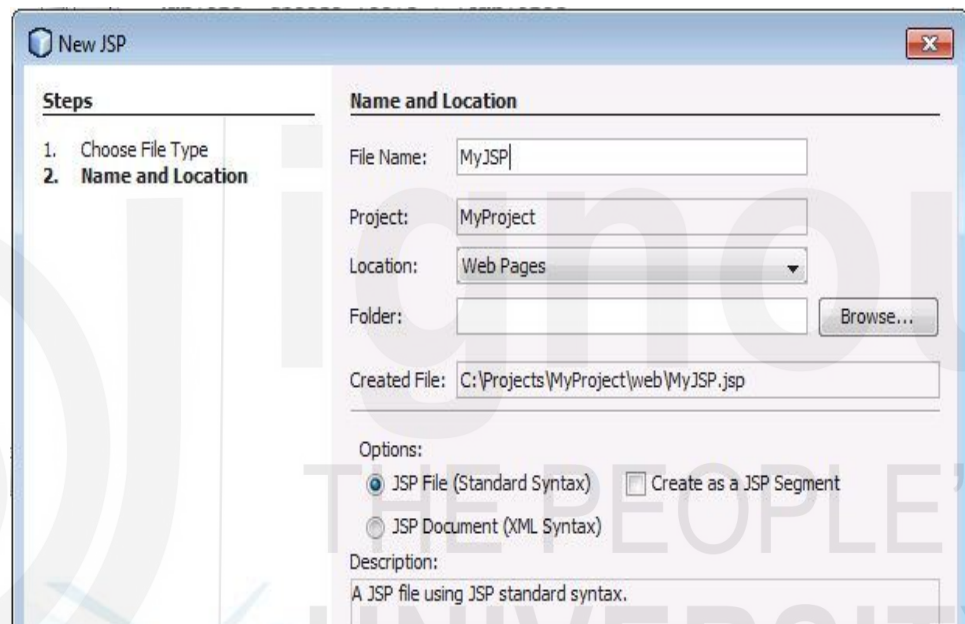 New JSP
Steps
1. Choose File Type
2. Name and Location
Name and Location
File Name: MyJSP
Project: MyProject
Location: Web Pages
Folder:
Browse...
Created File: C:\Projects\MyProject\web\MyJSP.jsp
Options:
JSP File (Standard Syntax)
Create as a JSP Segment
JSP Document (XML Syntax)
Description:
A JSP file using JSP standard syntax.
ignou
THE PEOPLE'
UNIVERSITY